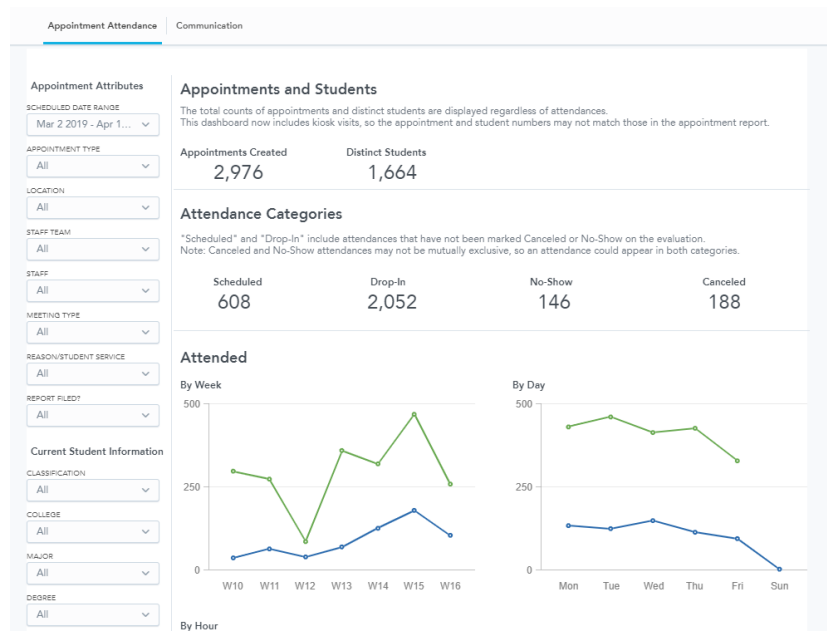 Appointment Attendance
Communication
Appointment Attributes
SCHEDULED DATE RANGE
Mar 2 2019 - Apr 1...
APPOINTMENT TYPE
All
LOCATION
All
STAFF TEAM
All
STAFF
All
MEETING TYPE
All
REASON/STUDENT SERVICE
All
REPORT FILED?
All
Current Student Information
CLASSIFICATION
All
COLLEGE
All
MAJOR
All
DEGREE
All
Appointments and Students
The total counts of appointments and distinct students are displayed regardless of attendances.
This dashboard now includes kiosk visits, so the appointment and student numbers may not match those in the appointment report.
Appointments Created
2,976
Distinct Students
1,664
Attendance Categories
"Scheduled" and "Drop-In" include attendances that have not been marked Canceled or No-Show on the evaluation.
Note: Canceled and No-Show attendances may not be mutually exclusive, so an attendance could appear in both categories.
Scheduled
608
Drop-In
2,052
No-Show
146
Canceled
188
Attended
By Week
500
250
0
W10 W11 W12 W13 W14 W15 W16
By Day
500
250
0
Mon Tue Wed Thu Fri Sun
By Hour